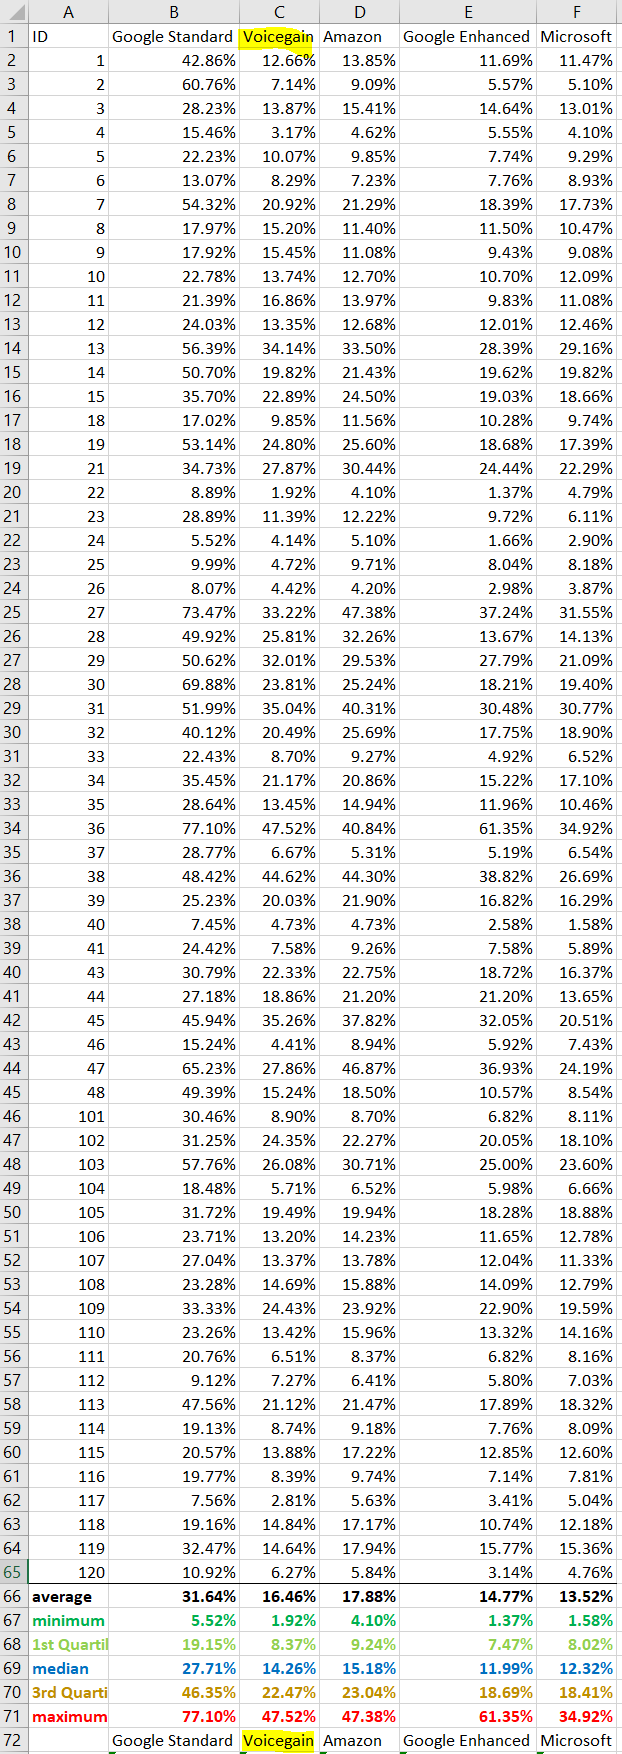 A B C D E F
1 ID Google Standard Voicegain Amazon Google Enhanced Microsoft
2 1 42.86% 12.66% 13.85% 11.69% 11.47%
3 2 60.76% 7.14% 9.09% 5.57% 5.10%
4 3 28.23% 13.87% 15.41% 14.64% 13.01%
5 4 15.46% 3.17% 4.62% 5.55% 4.10%
6 5 22.23% 10.07% 9.85% 7.74% 9.29%
7 6 13.07% 8.29% 7.23% 7.76% 8.93%
8 7 54.32% 20.92% 21.29% 18.39% 17.73%
9 8 17.97% 15.20% 11.40% 11.50% 10.47%
10 9 17.92% 15.45% 11.08% 9.43% 9.08%
11 10 22.78% 13.74% 12.70% 10.70% 12.09%
12 11 21.39% 16.86% 13.97% 9.83% 11.08%
13 12 24.03% 13.35% 12.68% 12.01% 12.46%
14 13 56.39% 34.14% 33.50% 28.39% 29.16%
15 14 50.70% 19.82% 21.43% 19.62% 19.82%
16 15 35.70% 22.89% 24.50% 19.03% 18.66%
17 18 17.02% 9.85% 11.56% 10.28% 9.74%
18 19 53.14% 24.80% 25.60% 18.68% 17.39%
19 21 34.73% 27.87% 30.44% 24.44% 22.29%
20 22 8.89% 1.92% 4.10% 1.37% 4.79%
21 23 28.89% 11.39% 12.22% 9.72% 6.11%
22 24 5.52% 4.14% 5.10% 1.66% 2.90%
23 25 9.99% 4.72% 9.71% 8.04% 8.18%
24 26 8.07% 4.42% 4.20% 2.98% 3.87%
25 27 73.47% 33.22% 47.38% 37.24% 31.55%
26 28 49.92% 25.81% 32.26% 13.67% 14.13%
27 29 50.62% 32.01% 29.53% 27.79% 21.09%
28 30 69.88% 23.81% 25.24% 18.21% 19.40%
29 31 51.99% 35.04% 40.31% 30.48% 30.77%
30 32 40.12% 20.49% 25.69% 17.75% 18.90%
31 33 22.43% 8.70% 9.27% 4.92% 6.52%
32 34 35.45% 21.17% 20.86% 15.22% 17.10%
33 35 28.64% 13.45% 14.94% 11.96% 10.46%
34 36 77.10% 47.52% 40.84% 61.35% 34.92%
35 37 28.77% 6.67% 5.31% 5.19% 6.54%
36 38 48.42% 44.62% 44.30% 38.82% 26.69%
37 39 25.23% 20.03% 21.90% 16.82% 16.29%
38 40 7.45% 4.73% 4.73% 2.58% 1.58%
39 41 24.42% 7.58% 9.26% 7.58% 5.89%
40 43 30.79% 22.33% 22.75% 18.72% 16.37%
41 44 27.18% 18.86% 21.20% 21.20% 13.65%
42 45 45.94% 35.26% 37.82% 32.05% 20.51%
43 46 15.24% 4.41% 8.94% 5.92% 7.43%
44 47 65.23% 27.86% 46.87% 36.93% 24.19%
45 48 49.39% 15.24% 18.50% 10.57% 8.54%
46 101 30.46% 8.90% 8.70% 6.82% 8.11%
47 102 31.25% 24.35% 22.27% 20.05% 18.10%
48 103 57.76% 26.08% 30.71% 25.00% 23.60%
49 104 18.48% 5.71% 6.52% 5.98% 6.66%
50 105 31.72% 19.49% 19.94% 18.28% 18.88%
51 106 23.71% 13.20% 14.23% 11.65% 12.78%
52 107 27.04% 13.37% 13.78% 12.04% 11.33%
53 108 23.28% 14.69% 15.88% 14.09% 12.79%
54 109 33.33% 24.43% 23.92% 22.90% 19.59%
55 110 23.26% 13.42% 15.96% 13.32% 14.16%
56 111 20.76% 6.51% 8.37% 6.82% 8.16%
57 112 9.12% 7.27% 6.41% 5.80% 7.03%
58 113 47.56% 21.12% 21.47% 17.89% 18.32%
59 114 19.13% 8.74% 9.18% 7.76% 8.09%
60 115 20.57% 13.88% 17.22% 12.85% 12.60%
61 116 19.77% 8.39% 9.74% 7.14% 7.81%
62 117 7.56% 2.81% 5.63% 3.41% 5.04%
63 118 19.16% 14.84% 17.17% 10.74% 12.18%
64 119 32.47% 14.64% 17.94% 15.77% 15.36%
65 120 10.92% 6.27% 5.84% 3.14% 4.76%
66 average 31.64% 16.46% 17.88% 14.77% 13.52%
67 minimum 5.52% 1.92% 4.10% 1.37% 1.58%
68 1st Quartil 19.15% 8.37% 9.24% 7.47% 8.02%
69 median 27.71% 14.26% 15.18% 11.99% 12.32%
70 3rd Quarti 46.35% 22.47% 23.04% 18.69% 18.41%
71 maximum 77.10% 47.52% 47.38% 61.35% 34.92%
72 Google Standard Voicegain Amazon Google Enhanced Microsoft